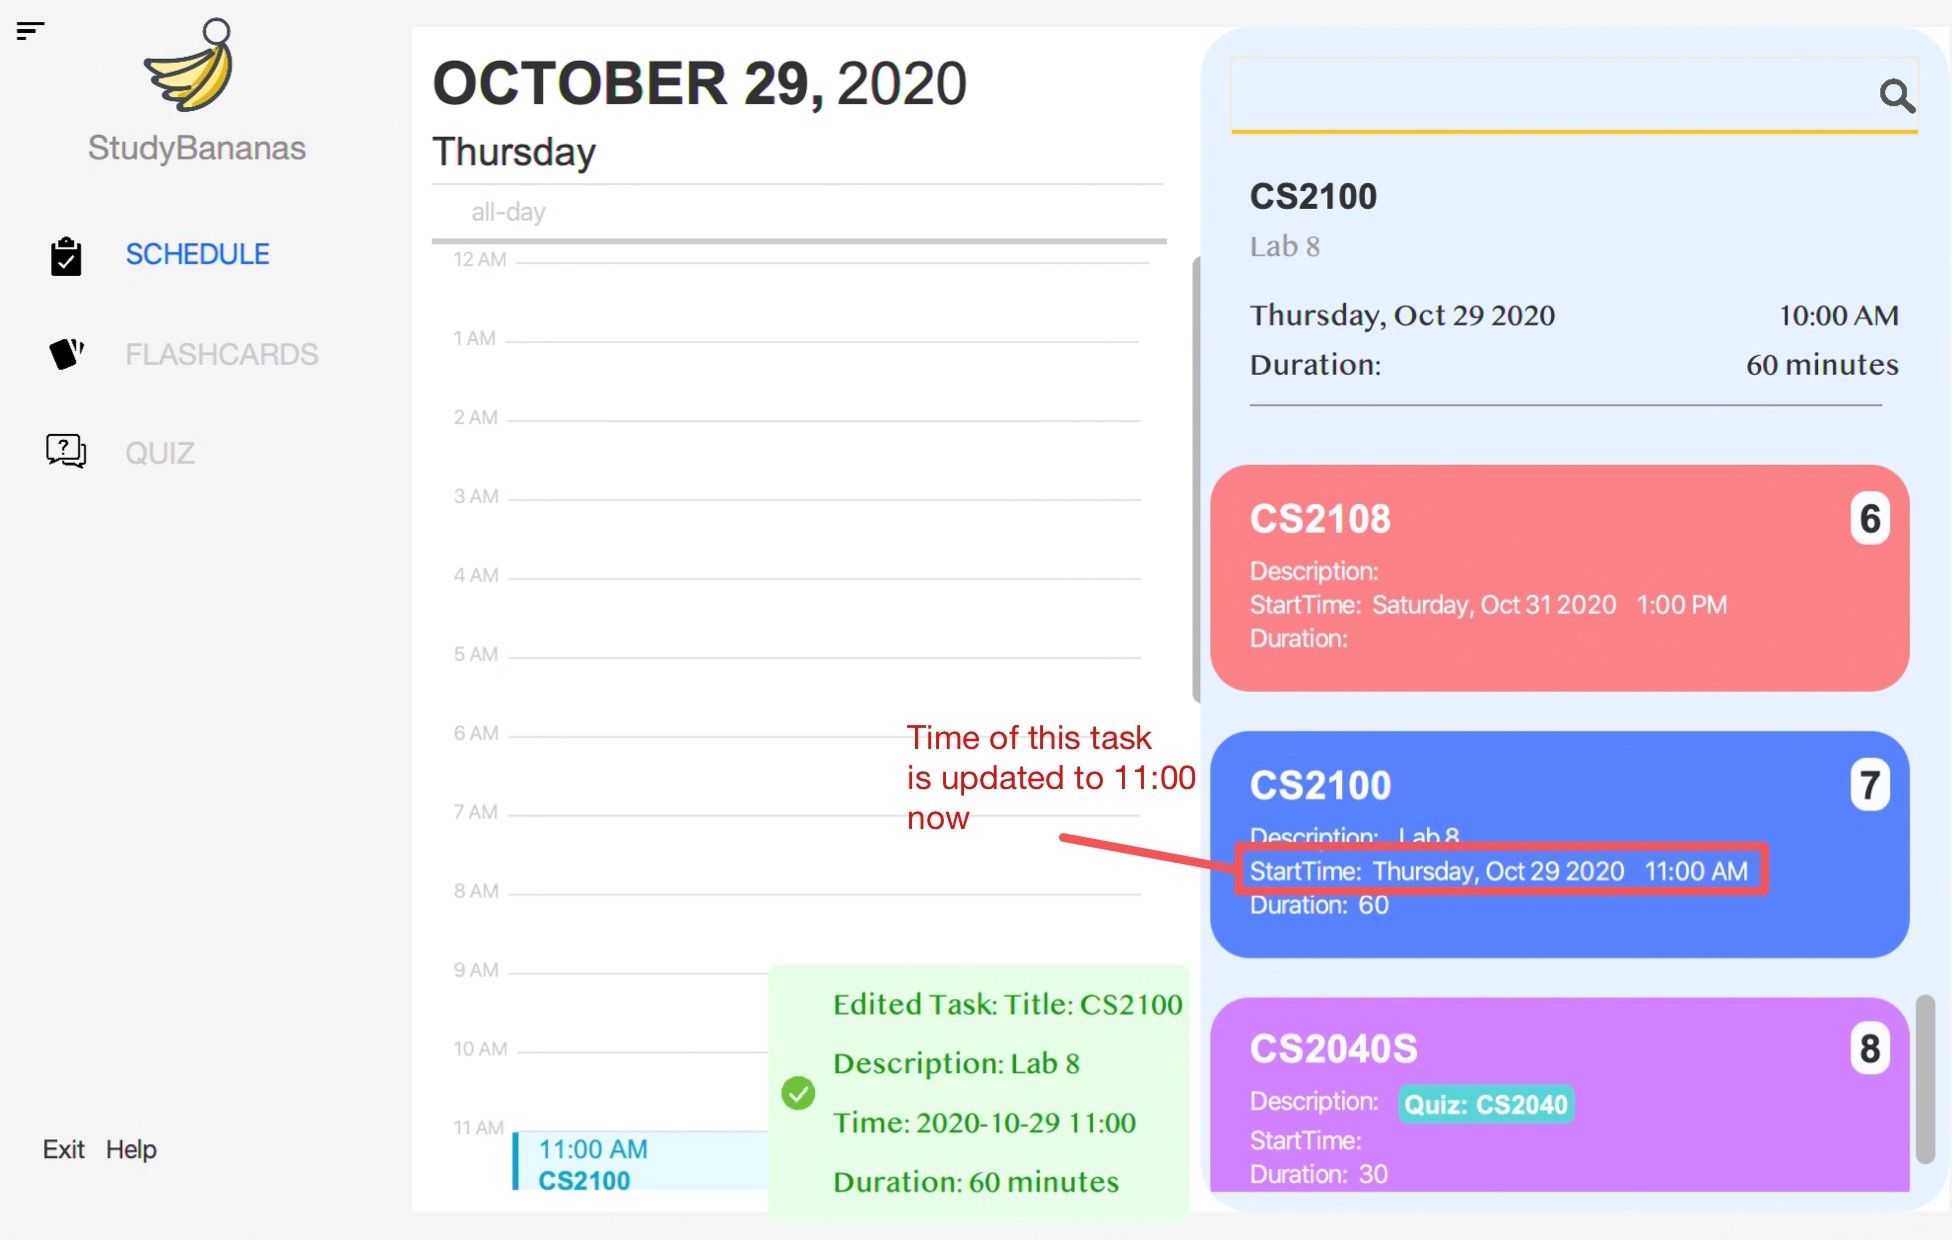 StudyBananas
SCHEDULE
FLASHCARDS
QUIZ
Exit Help
OCTOBER 29, 2020
Thursday
all-day
12 AM
1 AM
2 AM
3 AM
4 AM
5 AM
6 AM
7 AM
8 AM
9 AM
10 AM
11 AM
11:00 AM
CS2100
Time of this task
is updated to 11:00
now
Edited Task: Title: CS2100
Description: Lab 8
Time: 2020-10-29 11:00
Duration: 60 minutes
CS2100
Lab 8
Thursday, Oct 29 2020 10:00 AM
Duration: 60 minutes
CS2108 6
Description:
StartTime: Saturday, Oct 31 2020 1:00 PM
Duration:
CS2100 7
Description: Lab 8
StartTime: Thursday, Oct 29 2020 11:00 AM
Duration: 60
CS2040S 8
Description: Quiz: CS2040
StartTime:
Duration: 30